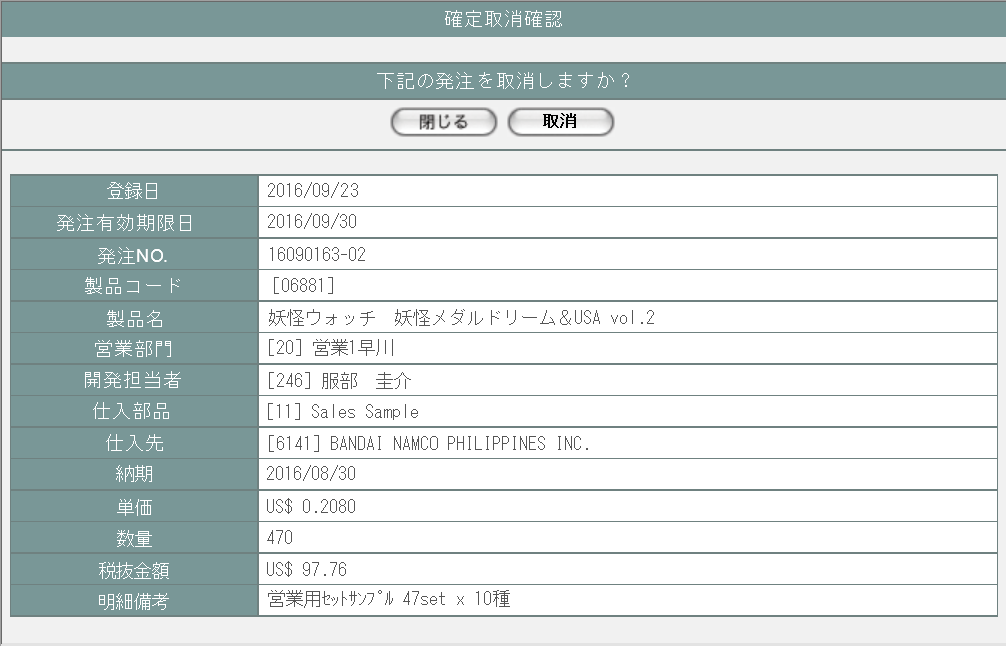 確定取消確認
下記の発注を取消しますか？
閉じる 取消
登録日 2016/09/23
発注有効期限日 2016/09/30
発注NO. 16090163-02
製品コード [06881]
製品名 妖怪ウォッチ　妖怪メダルドリーム＆USA vol.2
営業部門 [20] 営業1早川
開発担当者 [246] 服部　圭介
仕入部品 [11] Sales Sample
仕入先 [6141] BANDAI NAMCO PHILIPPINES INC.
納期 2016/08/30
単価 US$ 0.2080
数量 470
税抜金額 US$ 97.76
明細備考 営業用ｾｯﾄｻﾝﾌﾟﾙ 47set x 10種